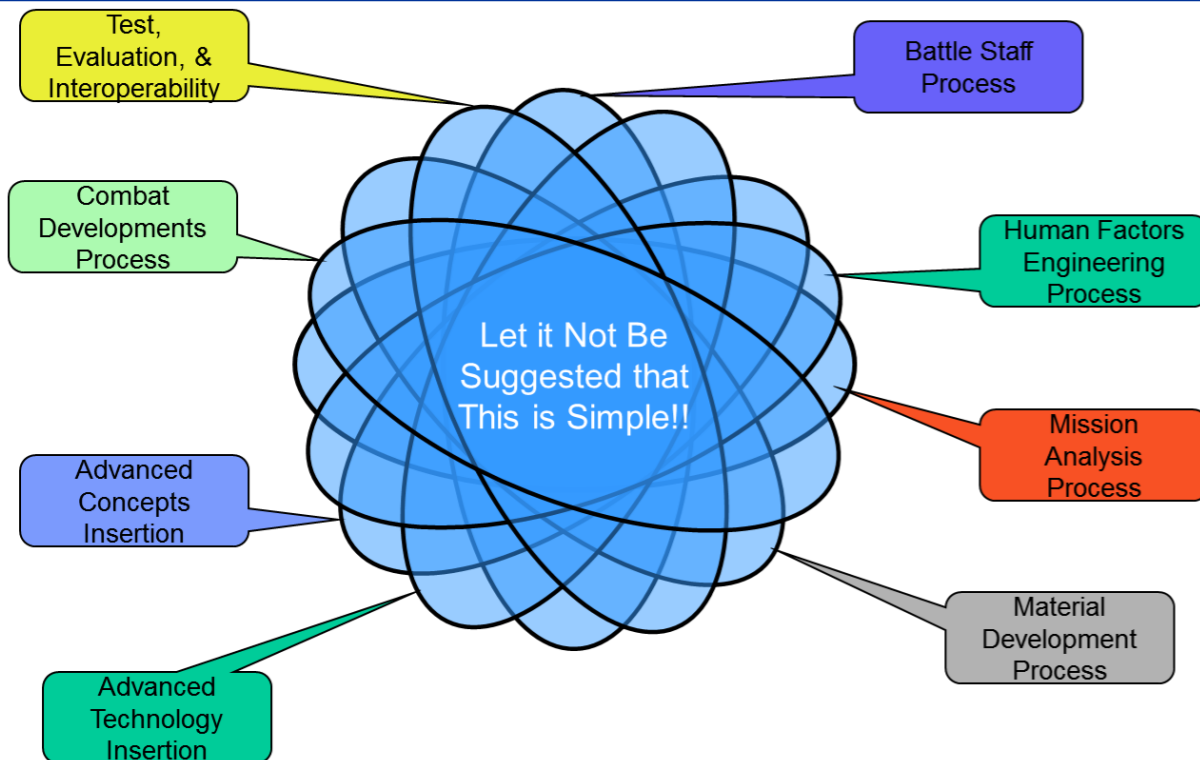 Test,
Evaluation, &
Interoperability
Battle Staff
Process
Combat
Developments
Process
Human Factors
Engineering
Process
Let it Not Be
Suggested that
This is Simple!!
Mission
Analysis
Process
Advanced
Concepts
Insertion
Material
Development
Process
Advanced
Technology
Insertion